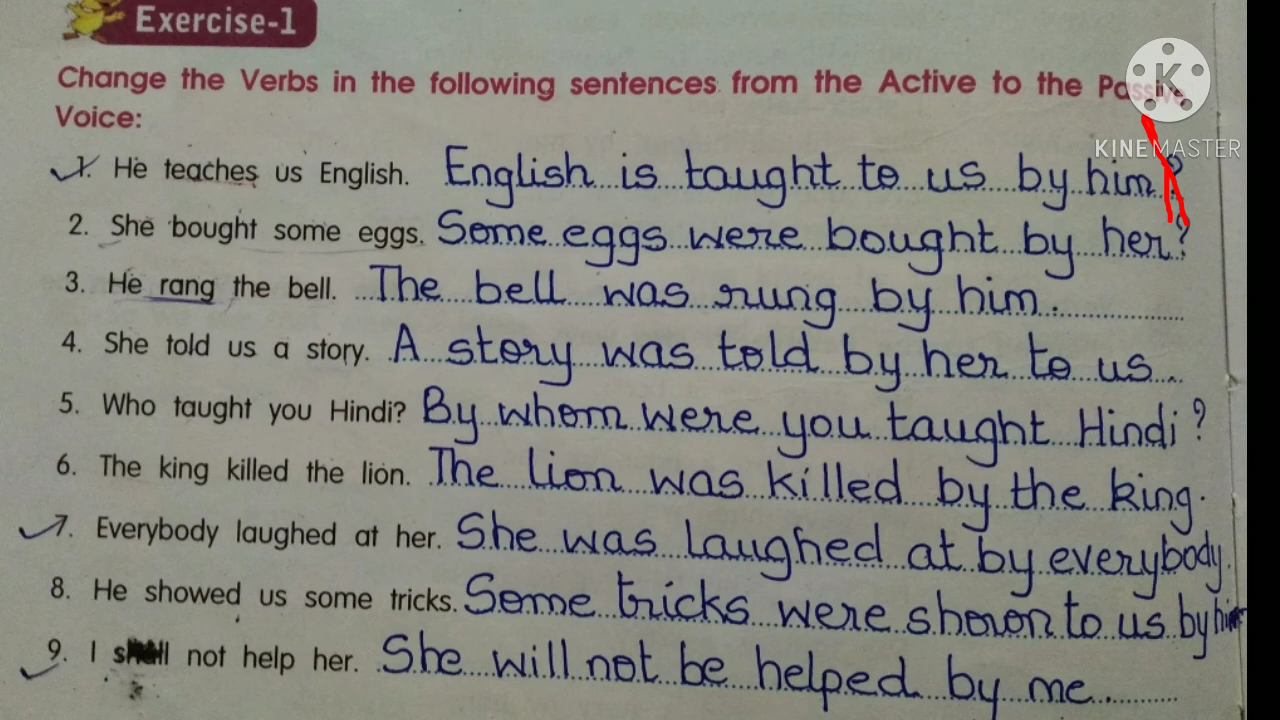 Exercise-1
Change the Verbs in the following sentences from the Active to the Passive
Voice:
KINEMASTER
1. He teaches us English. English is taught to us by him?
2. She bought some eggs. Some eggs were bought by her?
3. He rang the bell. The bell was rung by him.
4. She told us a story. A story was told by her to us.
5. Who taught you Hindi? By whom were you taught Hindi?
6. The king killed the lion. The lion was killed by the king.
7. Everybody laughed at her. She was laughed at by everybody.
8. He showed us some tricks. Some tricks were shown to us by him
9. I shall not help her. She will not be helped by me.